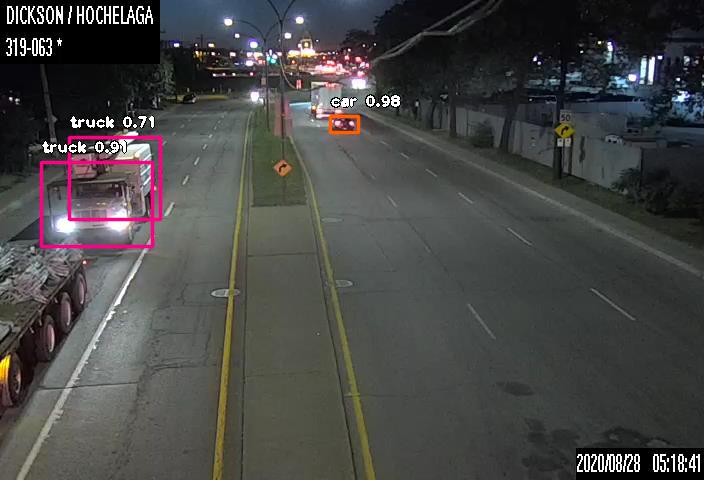 DICKSON / HOCHELAGA
319-063 *
car 0.98
truck 0.71
truck 0.91
50
2020/08/28 05:18:41